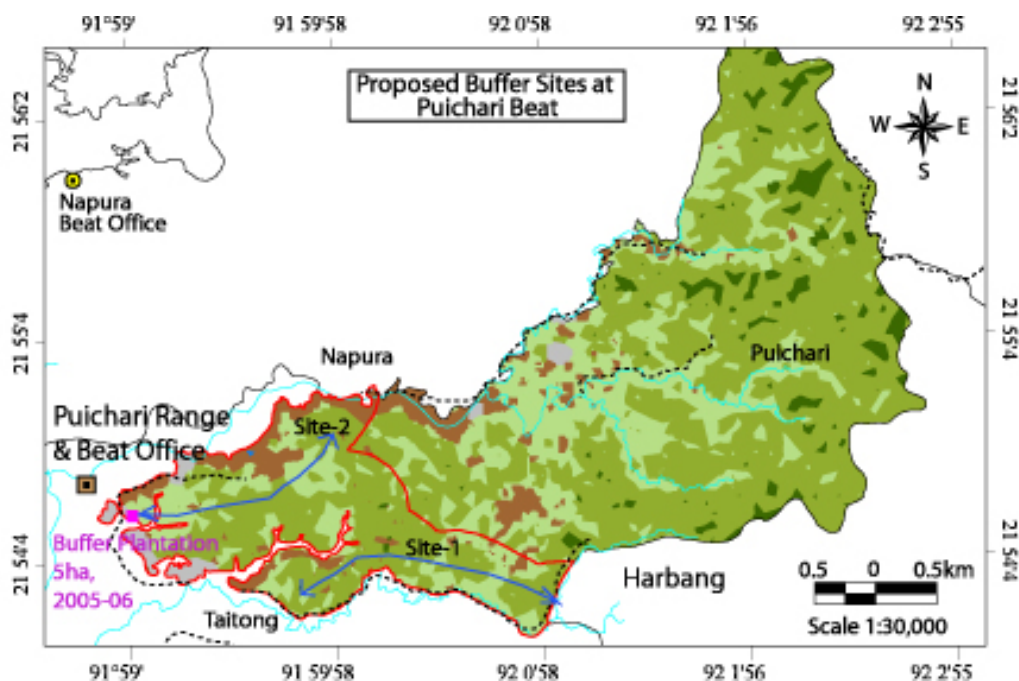 91°59' 91 59'58 92 0'58 92 1'56 92 2'55
Proposed Buffer Sites at
Puichari Beat
N
W E
S
21 56'2 21 56'2
Napura
Beat Office
21 55'4 21 55'4
Napura
Puichari
Puichari Range
& Beat Office
Site-2
Buffer Plantation
5ha,
2005-06
Site-1
21 54'4 21 54'4
Harbang
Taitong
0.5 0 0.5km
Scale 1:30,000
91°59' 91 59'58 92 0'58 92 1'56 92 2'55